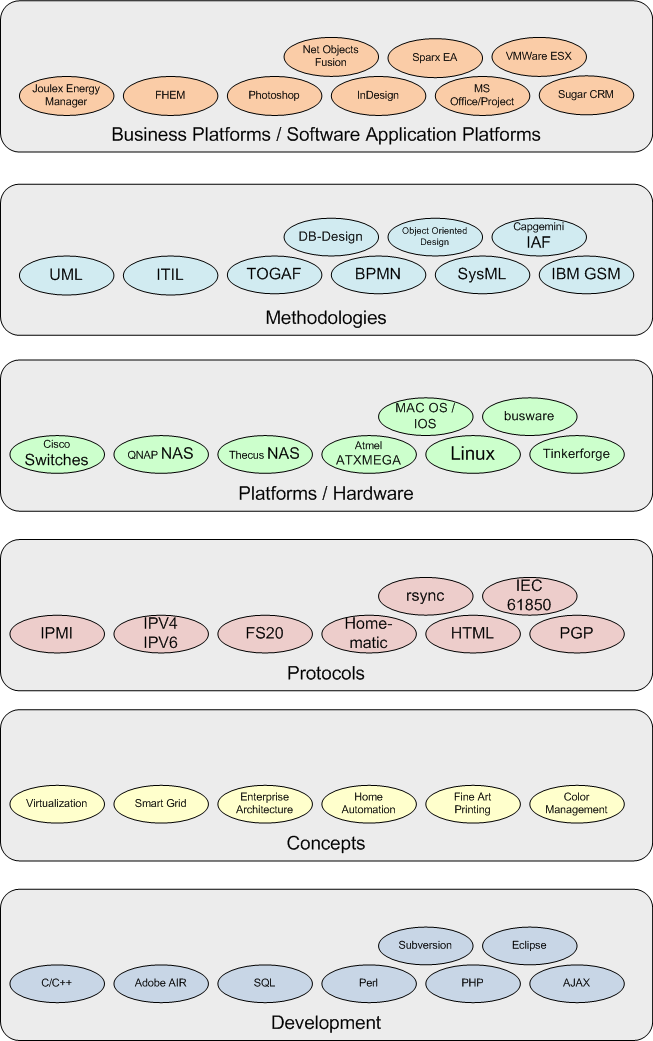 Net Objects
Fusion
Sparx EA
VMWare ESX
Joulex Energy
Manager
FHEM
Photoshop
InDesign
MS
Office/Project
Sugar CRM
Business Platforms / Software Application Platforms
DB-Design
Object Oriented
Design
Capgemini
IAF
UML
ITIL
TOGAF
BPMN
SysML
IBM GSM
Methodologies
MAC OS /
IOS
busware
Cisco
Switches
QNAP NAS
Thecus NAS
Atmel
ATXMEGA
Linux
Tinkerforge
Platforms / Hardware
rsync
IEC
61850
IPMI
IPV4
IPV6
FS20
Home-
matic
HTML
PGP
Protocols
Virtualization
Smart Grid
Enterprise
Architecture
Home
Automation
Fine Art
Printing
Color
Management
Concepts
Subversion
Eclipse
C/C++
Adobe AIR
SQL
Perl
PHP
AJAX
Development